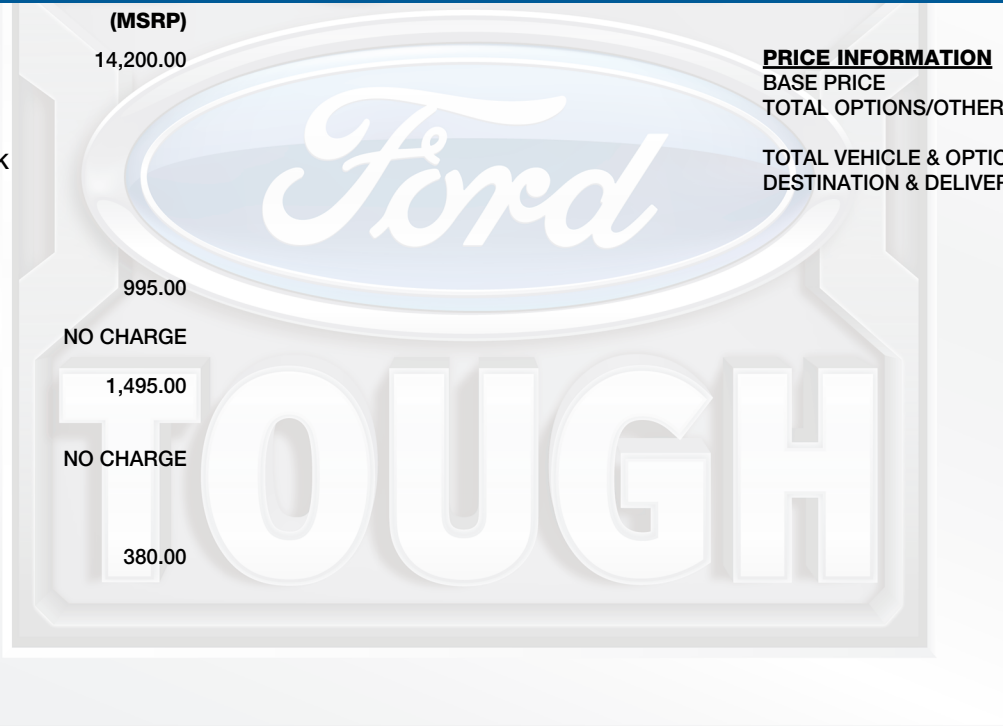 (MSRP)
14,200.00
K
995.00
NO CHARGE
1,495.00
NO CHARGE
380.00
PRICE INFORMATION
BASE PRICE
TOTAL OPTIONS/OTHER
TOTAL VEHICLE & OPTIO
DESTINATION & DELIVER
Ford
TOUGH